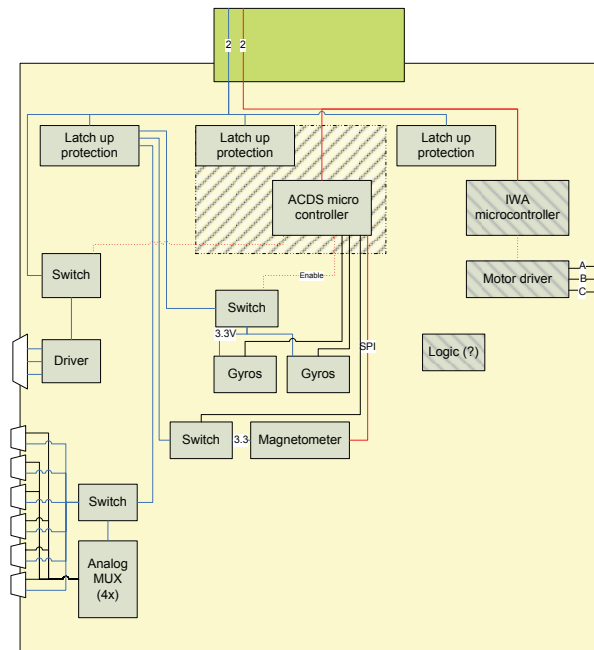 2
2
Latch up
protection
Latch up
protection
Latch up
protection
ACDS micro
controller
IWA
microcontroller
Switch
Enable
Motor driver
A
B
C
Switch
3.3V
Driver
Gyros
Gyros
SPI
Logic (?)
Switch
3.3
Magnetometer
Switch
Analog
MUX
(4x)